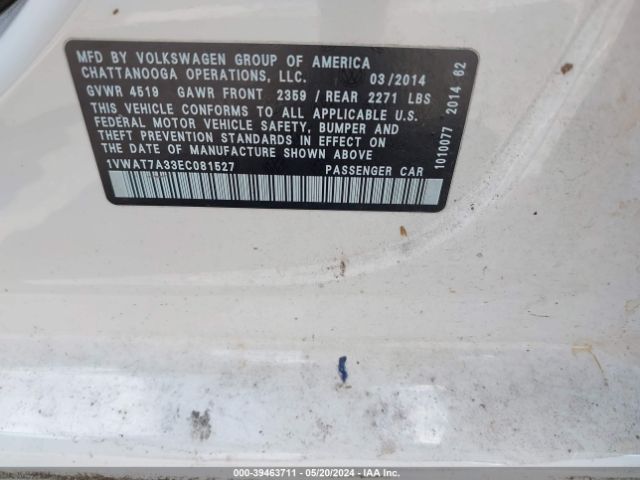 MFD BY VOLKSWAGEN GROUP OF AMERICA
CHATTANOOGA OPERATIONS, LLC. 03/2014
GVWR 4519 GAWR FRONT 2359 / REAR 2271 LBS
THIS VEHICLE CONFORMS TO ALL APPLICABLE U.S.
FEDERAL MOTOR VEHICLE SAFETY, BUMPER AND
THEFT PREVENTION STANDARDS IN EFFECT ON
THE DATE OF MANUFACTURE SHOWN ABOVE
1VWAT7A33EC081527 PASSENGER CAR
1010077 2014 62
000-39463711 - 05/20/2024 - IAA Inc.